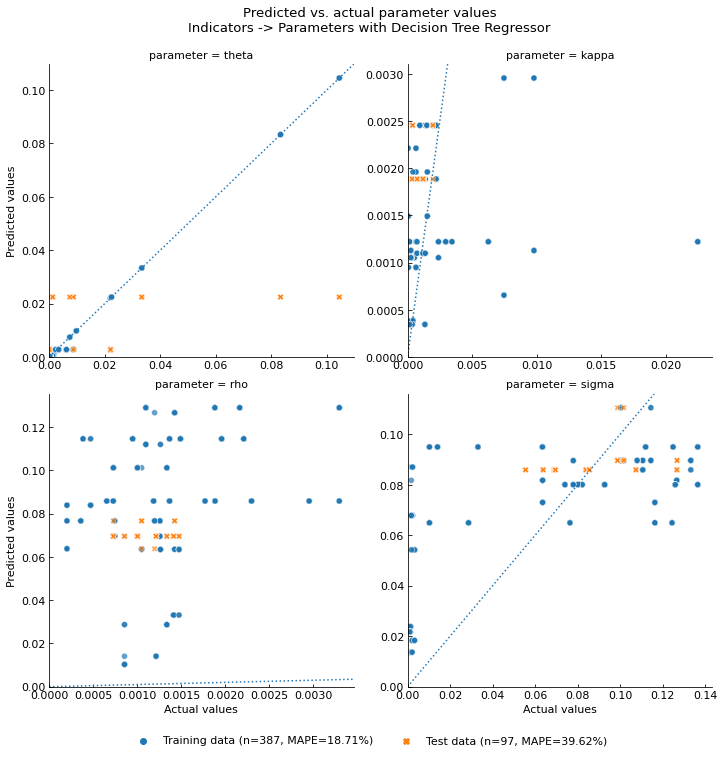 Predicted vs. actual parameter values
Indicators -> Parameters with Decision Tree Regressor
parameter = theta
parameter = kappa
0.10
0.08
0.06
0.04
0.02
0.00
Predicted values
0.00 0.02 0.04 0.06 0.08 0.10
0.0030
0.0025
0.0020
0.0015
0.0010
0.0005
0.0000
0.000 0.005 0.010 0.015 0.020
parameter = rho
parameter = sigma
0.12
0.10
0.08
0.06
0.04
0.02
0.00
Predicted values
0.0000 0.0005 0.0010 0.0015 0.0020 0.0025 0.0030
Actual values
0.10
0.08
0.06
0.04
0.02
0.00
0.00 0.02 0.04 0.06 0.08 0.10 0.12 0.14
Actual values
Training data (n=387, MAPE=18.71%)
Test data (n=97, MAPE=39.62%)